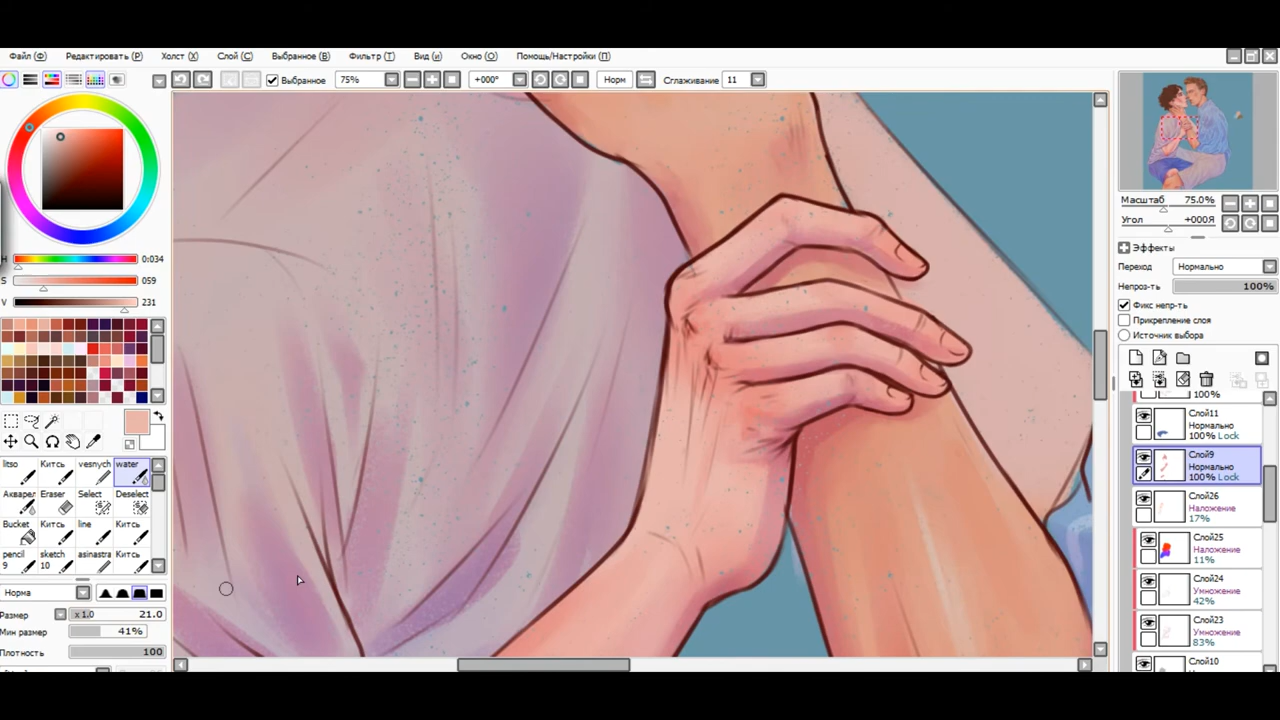 Файл (Ф) Редактировать (P) Холст (X) Слой (C) Выбранное (B) Фильтр (T) Вид (и) Окно (O) Помощь/Настройки (П)
Выбранное 75% +000° Норм Сглаживание 11
Масштаб 75.0%
Угол +000Я
Эффекты
Переход Нормально
Непроз-ть 100%
Фикс непр-ть
Прикрепление слоя
Источник выбора
H 0:034
S 059
V 231
100%
Слой11
Нормально
100% Lock
Слой9
Нормально
100% Lock
Слой26
Наложение
17%
Слой25
Наложение
11%
Слой24
Умножение
42%
Слой23
Умножение
83%
Слой10
litso Китсь vesnych water
Акварел Eraser Select Deselect
Bucket Китсь line Китсь
pencil sketch asinastra Китсь
9 10
Норма
Размер x 1.0 21.0
Мин размер 41%
Плотность 100